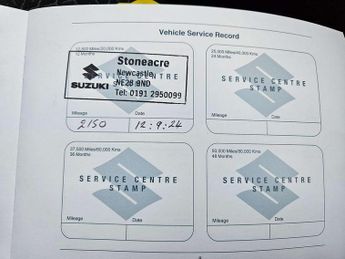 Vehicle Service Record
12,500 Miles/20,000 Kms
12 Months
Stoneacre
Newcastle
NE28 9ND
Tel: 0191 2950099
SUZUKI
SERVICE CENTRE
STAMP
Mileage Date
2150 12:9:24
25,000 Miles/40,000 Kms
24 Months
SERVICE CENTRE
STAMP
Mileage Date
37,500 Miles/60,000 Kms
36 Months
SERVICE CENTRE
STAMP
Mileage Date
50,000 Miles/80,000 Kms
48 Months
SERVICE CENTRE
STAMP
Mileage Date